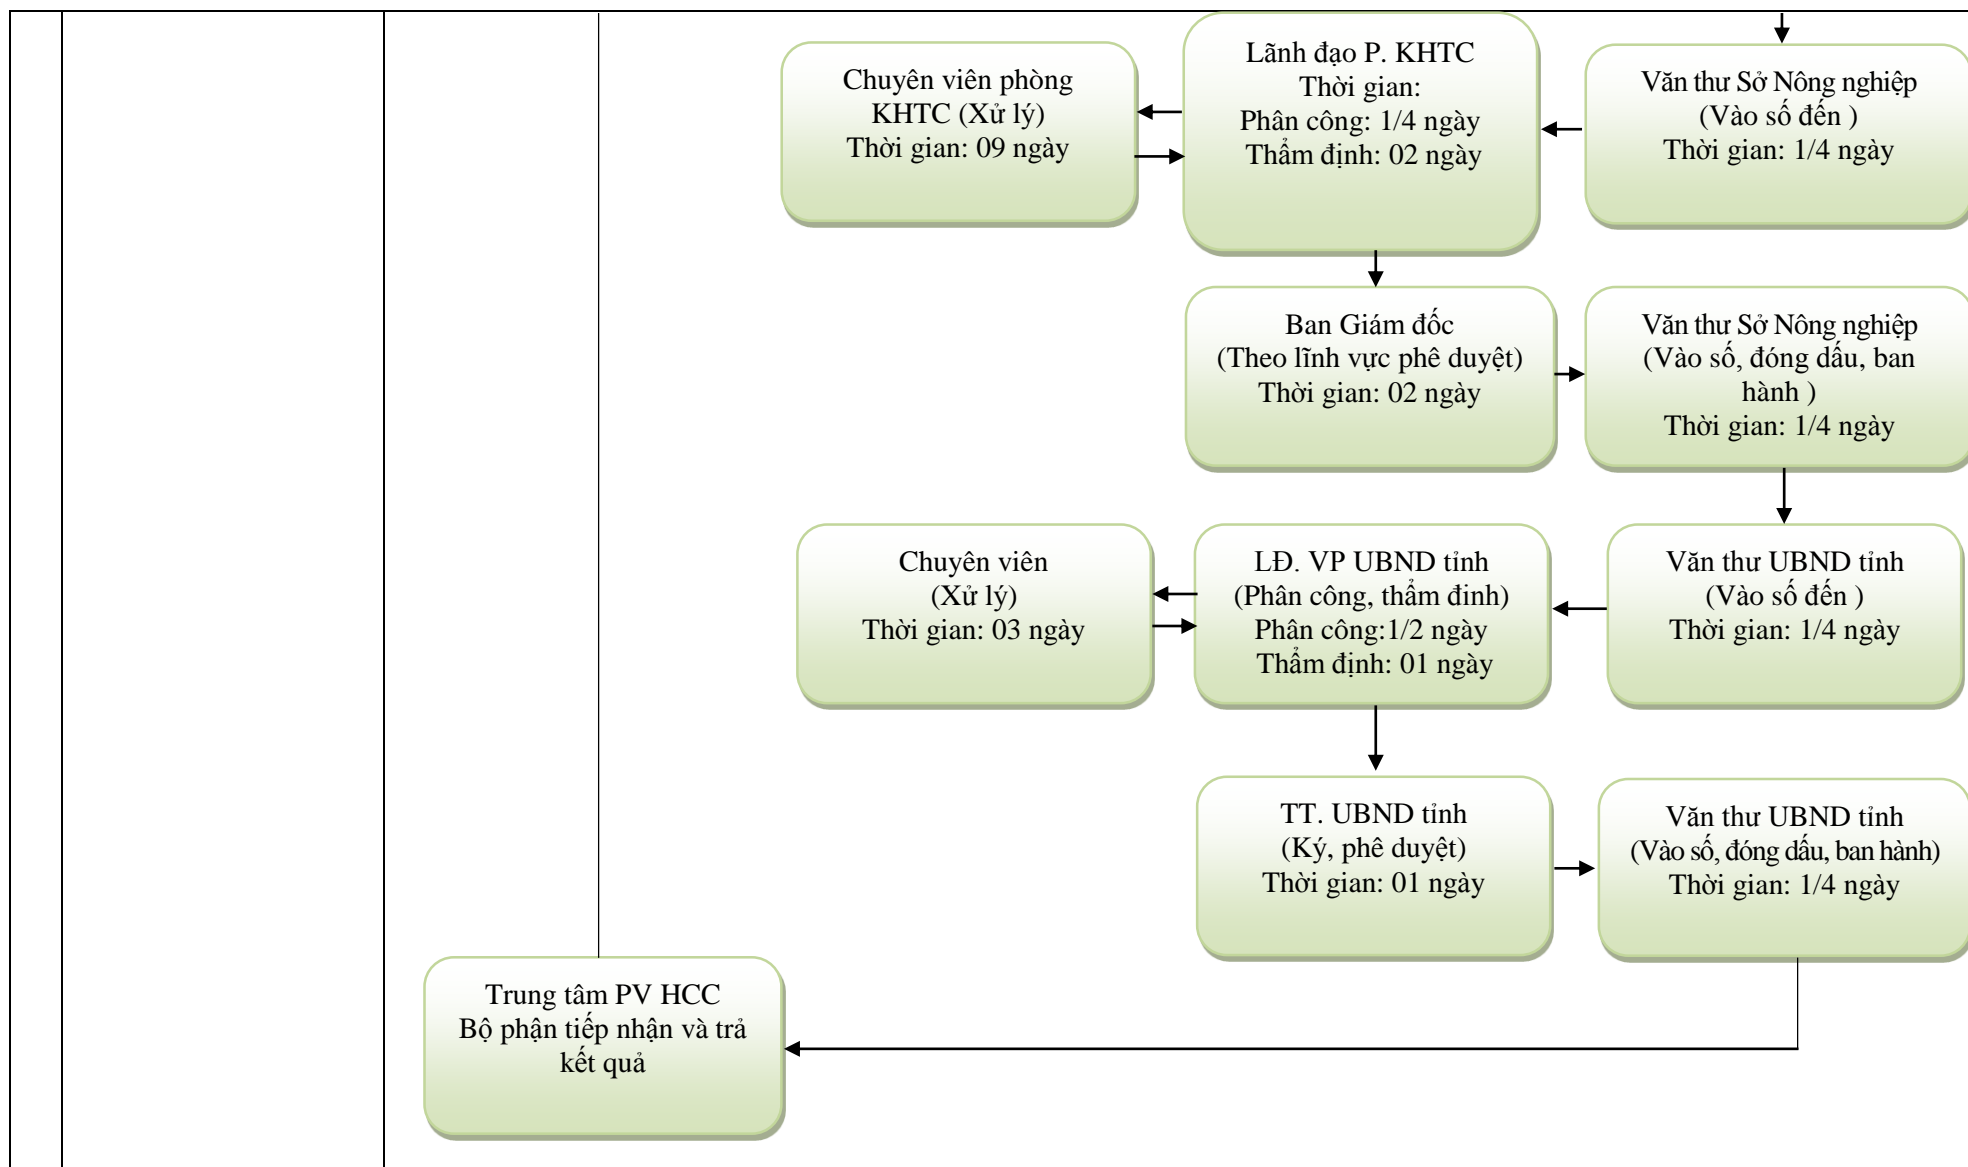 Chuyên viên phòng
KHTC (Xử lý)
Thời gian: 09 ngày
Lãnh đạo P. KHTC
Thời gian:
Phân công: 1/4 ngày
Thẩm định: 02 ngày
Văn thư Sở Nông nghiệp
(Vào số đến )
Thời gian: 1/4 ngày
Ban Giám đốc
(Theo lĩnh vực phê duyệt)
Thời gian: 02 ngày
Văn thư Sở Nông nghiệp
(Vào số, đóng dấu, ban
hành )
Thời gian: 1/4 ngày
Chuyên viên
(Xử lý)
Thời gian: 03 ngày
LĐ. VP UBND tỉnh
(Phân công, thẩm đinh)
Phân công:1/2 ngày
Thẩm định: 01 ngày
Văn thư UBND tỉnh
(Vào số đến )
Thời gian: 1/4 ngày
TT. UBND tỉnh
(Ký, phê duyệt)
Thời gian: 01 ngày
Văn thư UBND tỉnh
(Vào số, đóng dấu, ban hành)
Thời gian: 1/4 ngày
Trung tâm PV HCC
Bộ phận tiếp nhận và trả
kết quả